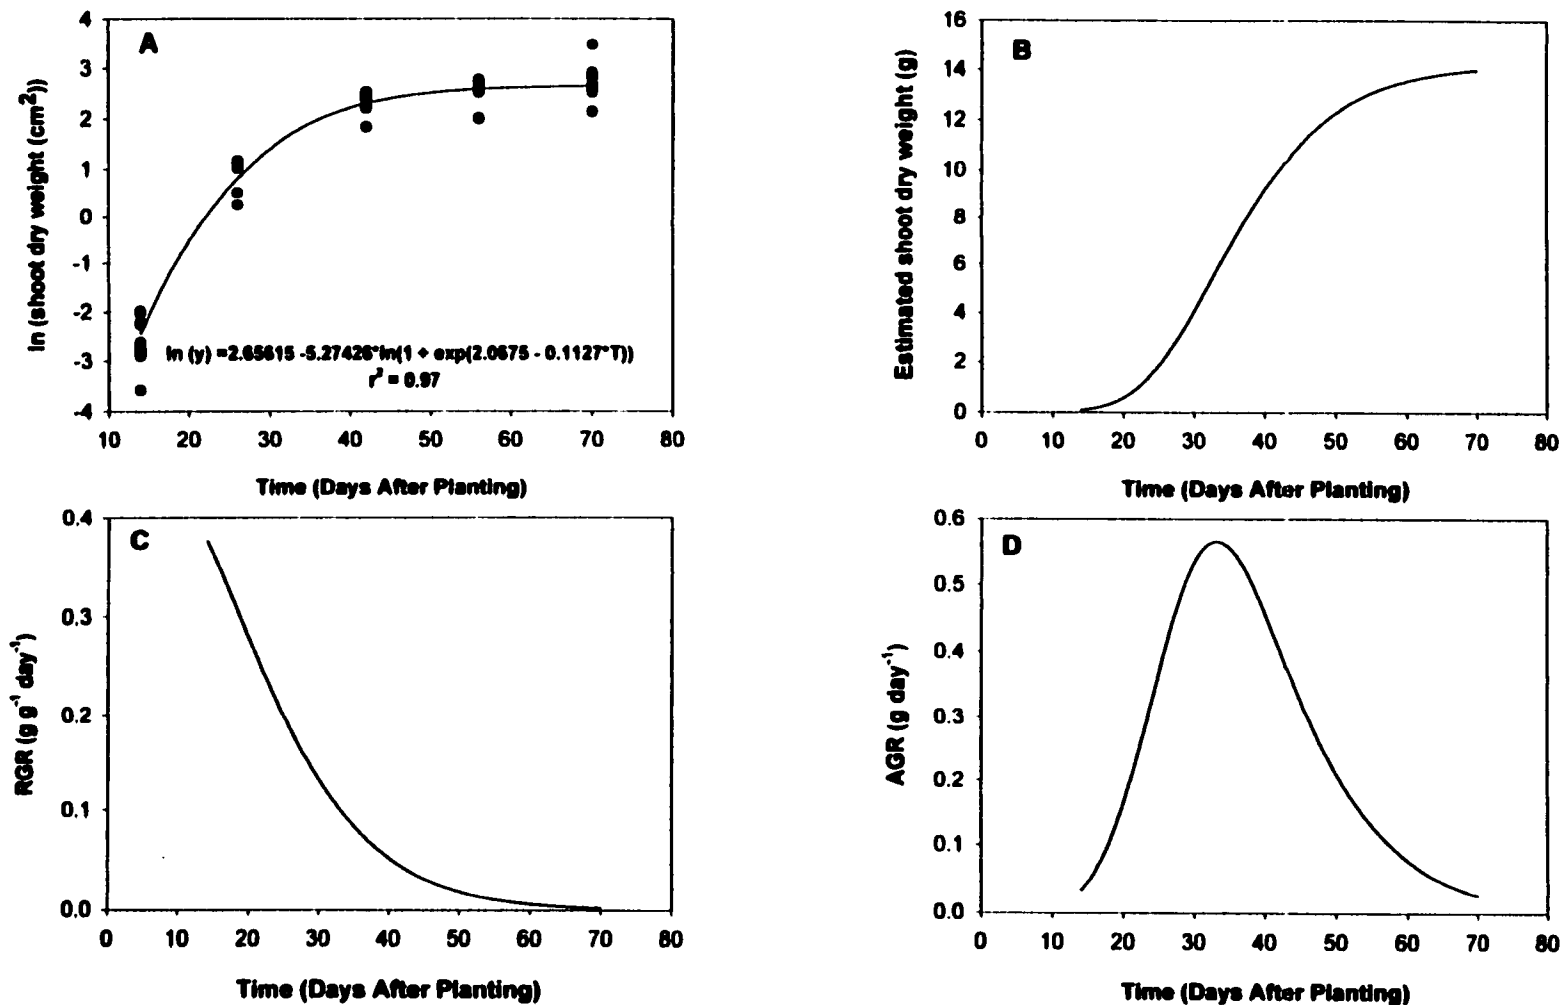 A
ln (shoot dry weight (cm²))
4
3
2
1
0
-1
-2
-3
-4
ln (y) =2.65615 -5.27426*ln(1 + exp(2.0675 - 0.1127*T))
r² = 0.97
10 20 30 40 50 60 70 80
Time (Days After Planting)
B
Estimated shoot dry weight (g)
16
14
12
10
8
6
4
2
0
0 10 20 30 40 50 60 70 80
Time (Days After Planting)
C
RGR (g g⁻¹ day⁻¹)
0.4
0.3
0.2
0.1
0.0
0 10 20 30 40 50 60 70 80
Time (Days After Planting)
D
AGR (g day⁻¹)
0.6
0.5
0.4
0.3
0.2
0.1
0.0
0 10 20 30 40 50 60 70 80
Time (Days After Planting)